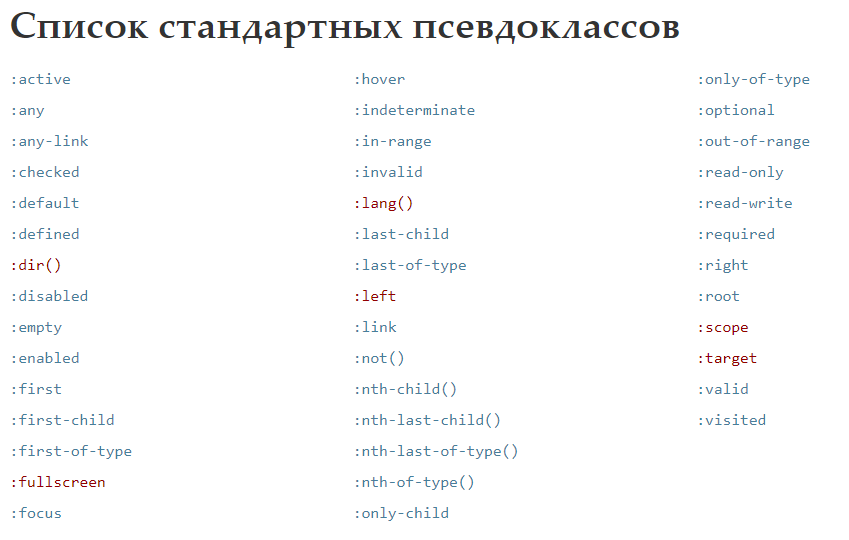 Список стандартных псевдоклассов
:active
:any
:any-link
:checked
:default
:defined
:dir()
:disabled
:empty
:enabled
:first
:first-child
:first-of-type
:fullscreen
:focus
:hover
:indeterminate
:in-range
:invalid
:lang()
:last-child
:last-of-type
:left
:link
:not()
:nth-child()
:nth-last-child()
:nth-last-of-type()
:nth-of-type()
:only-child
:only-of-type
:optional
:out-of-range
:read-only
:read-write
:required
:right
:root
:scope
:target
:valid
:visited